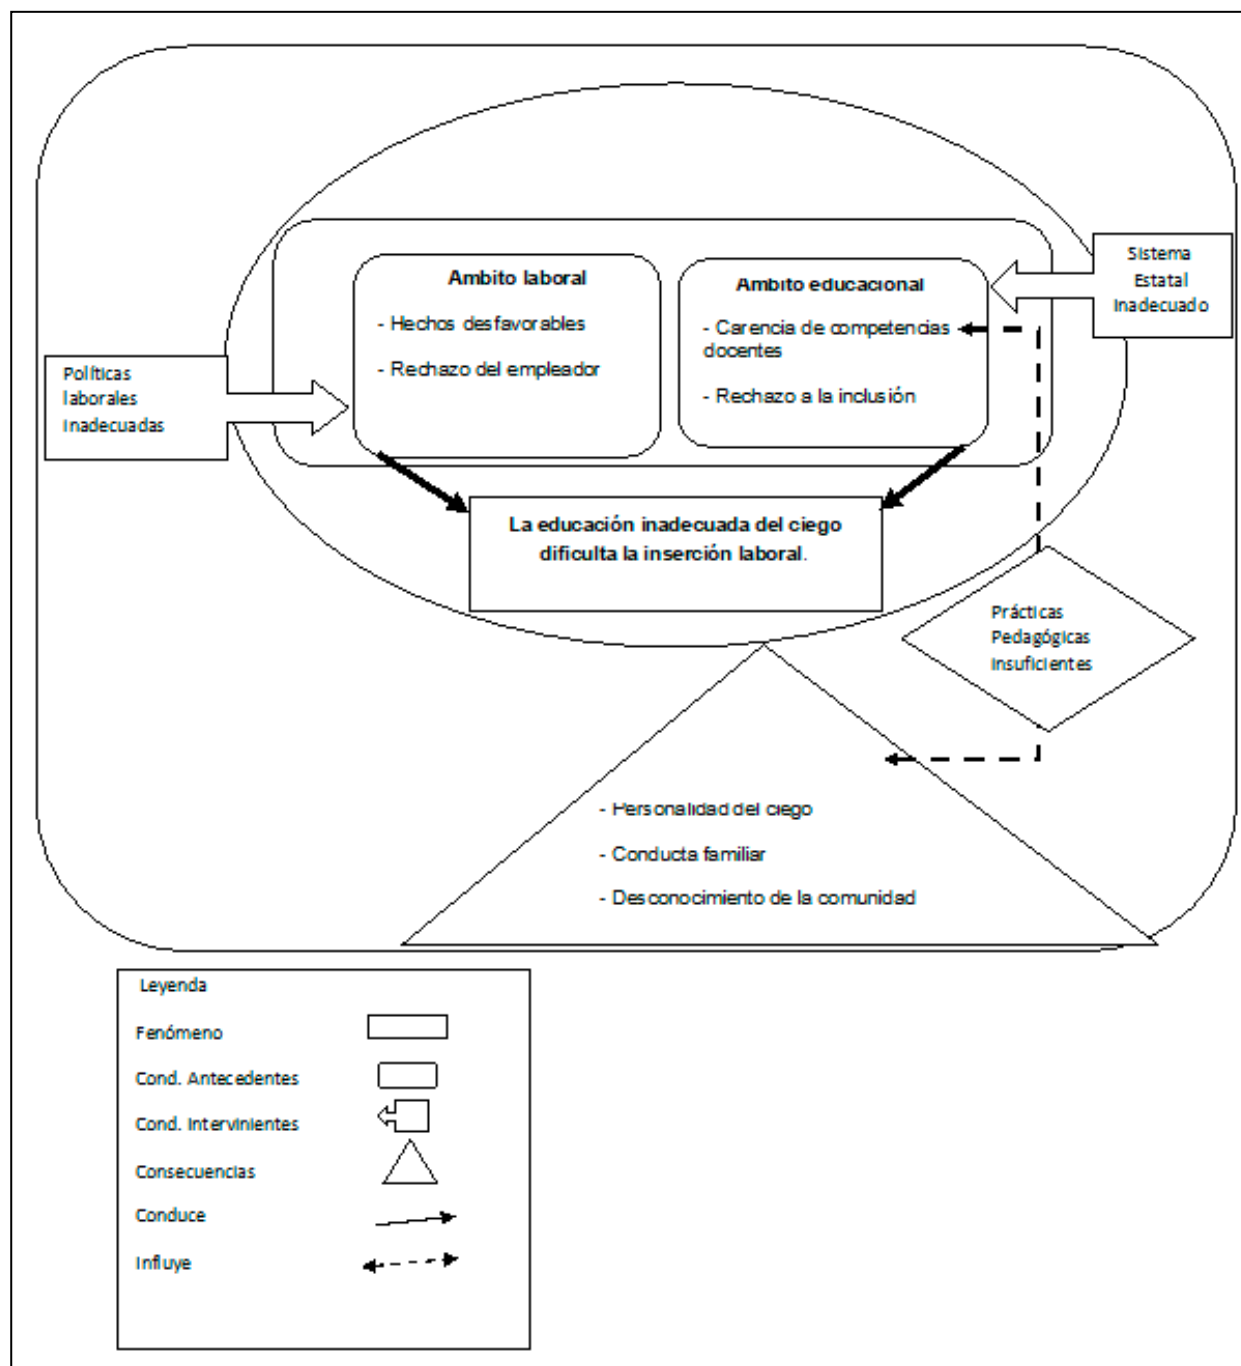 Ambito laboral
- Hechos desfavorables
- Rechazo del empleador
Ambito educacional
- Carencia de competencias
docentes
- Rechazo a la inclusión
Sistema
Estatal
Inadecuado
Políticas
laborales
Inadecuadas
La educación inadecuada del ciego
dificulta la inserción laboral.
Prácticas
Pedagógicas
Insuficientes
- Personalidad del ciego
- Conducta familiar
- Desconocimiento de la comunidad
Leyenda
Fenómeno
Cond. Antecedentes
Cond. Intervinientes
Consecuencias
Conduce
Influye